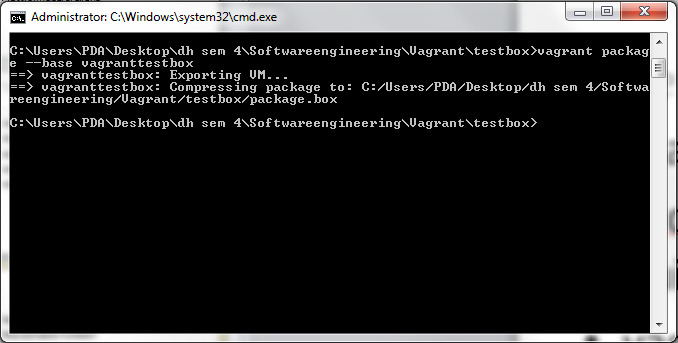 Administrator: C:\Windows\system32\cmd.exe
C:\Users\PDA\Desktop\dh sem 4\Softwareengineering\Vagrant\testbox>vagrant packag
e --base vagranttestbox
==> vagranttestbox: Exporting VM...
==> vagranttestbox: Compressing package to: C:/Users/PDA/Desktop/dh sem 4/Softwa
reengineering/Vagrant/testbox/package.box
C:\Users\PDA\Desktop\dh sem 4\Softwareengineering\Vagrant\testbox>